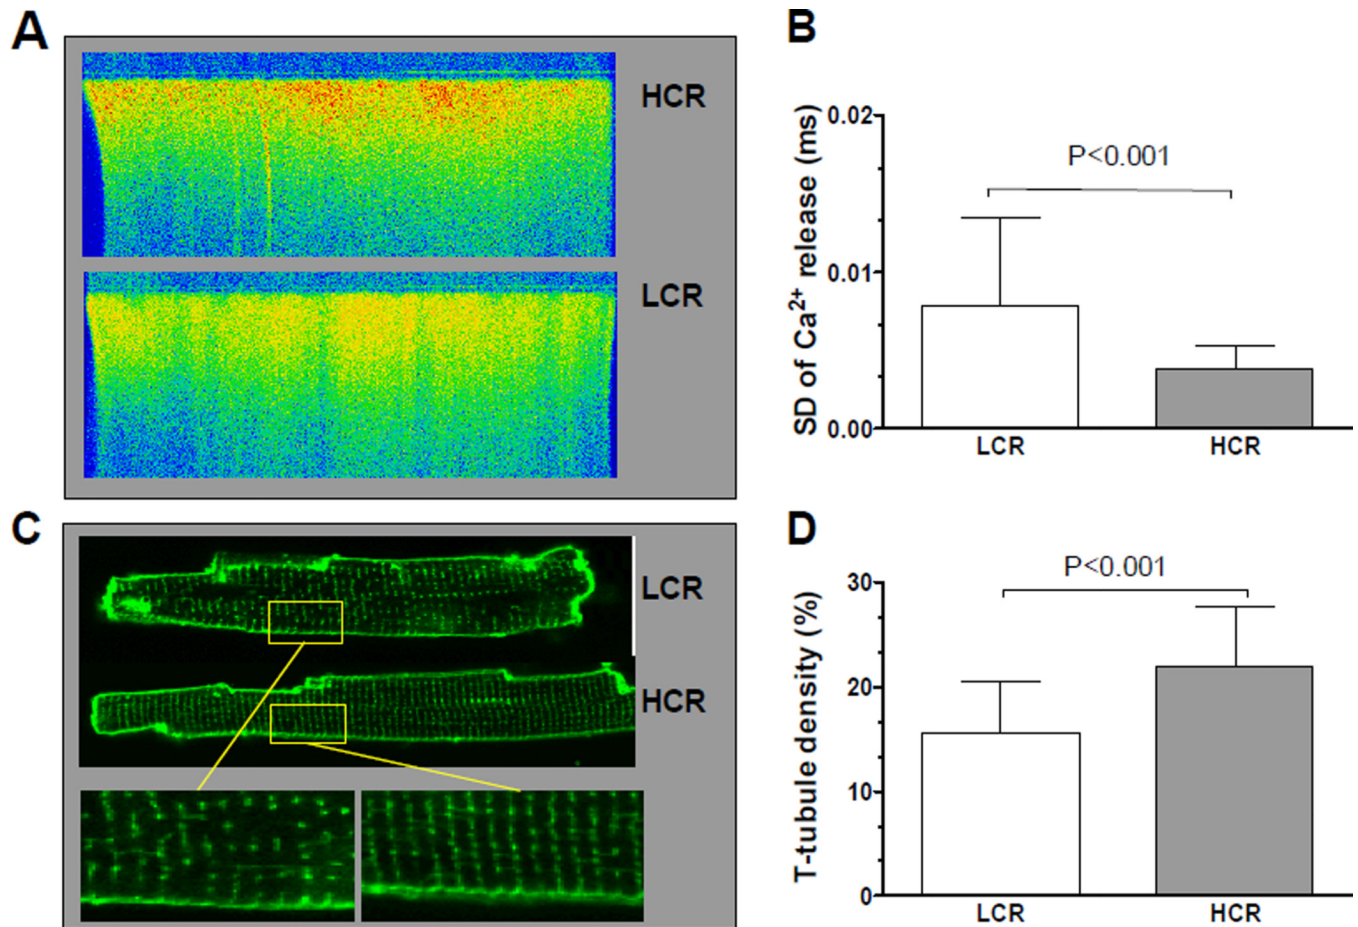 A
HCR
LCR
B
SD of Ca²⁺ release (ms)
0.02
0.01
0.00
P<0.001
LCR
HCR
C
LCR
HCR
D
T-tubule density (%)
30
20
10
0
P<0.001
LCR
HCR